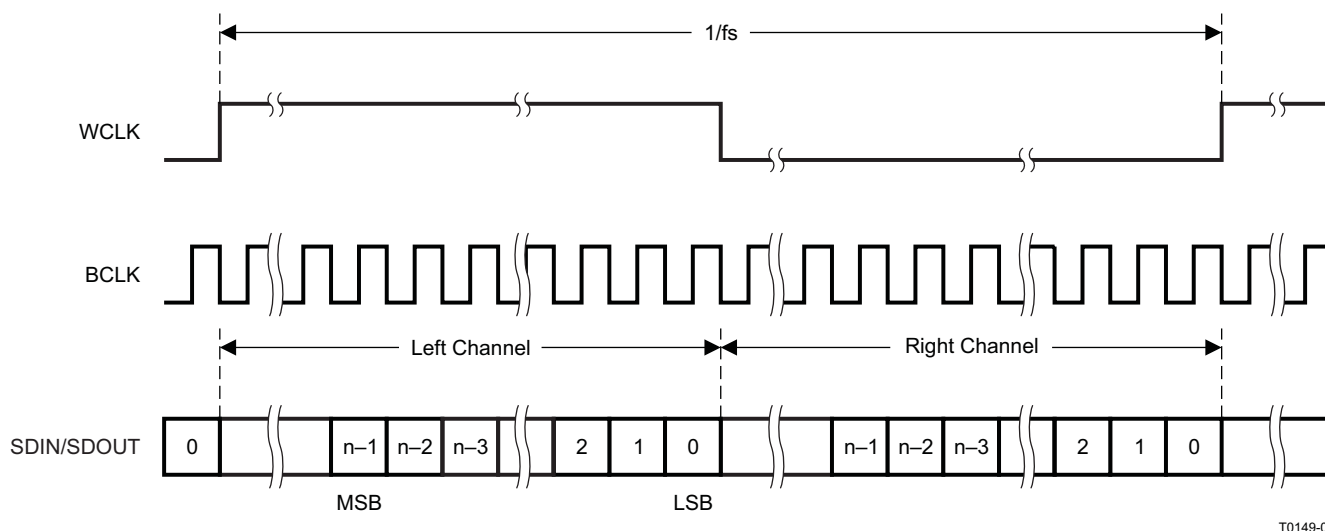 1/fs
WCLK
BCLK
Left Channel
Right Channel
SDIN/SDOUT 0 n–1 n–2 n–3 2 1 0 n–1 n–2 n–3 2 1 0
MSB LSB